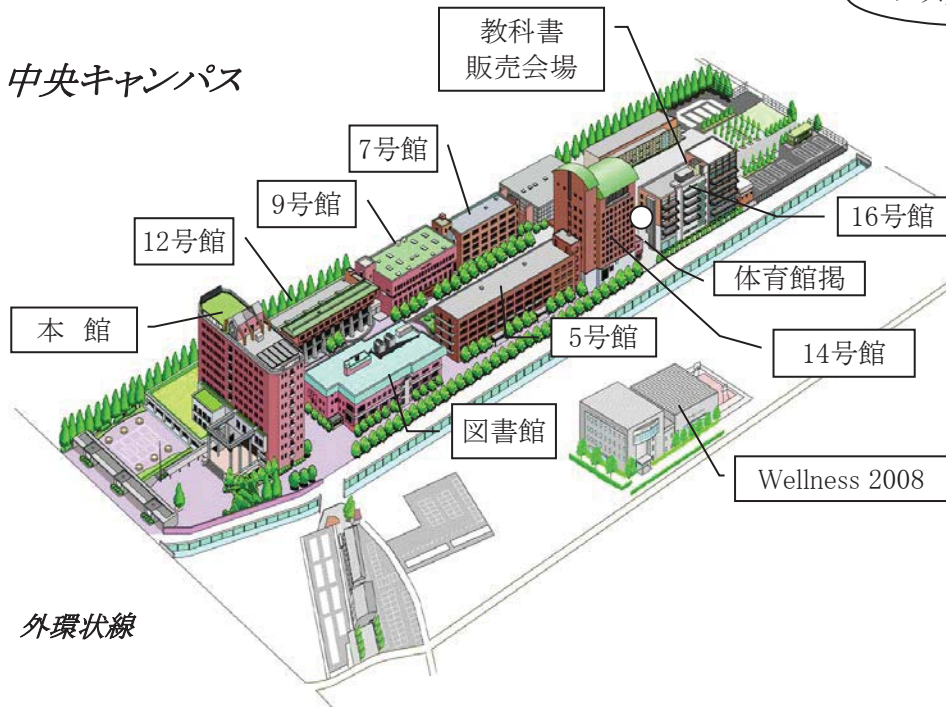 教科書
販売会場
中央キャンパス
7号館
9号館
16号館
12号館
体育館掲
本 館
5号館
14号館
図書館
Wellness 2008
外環状線